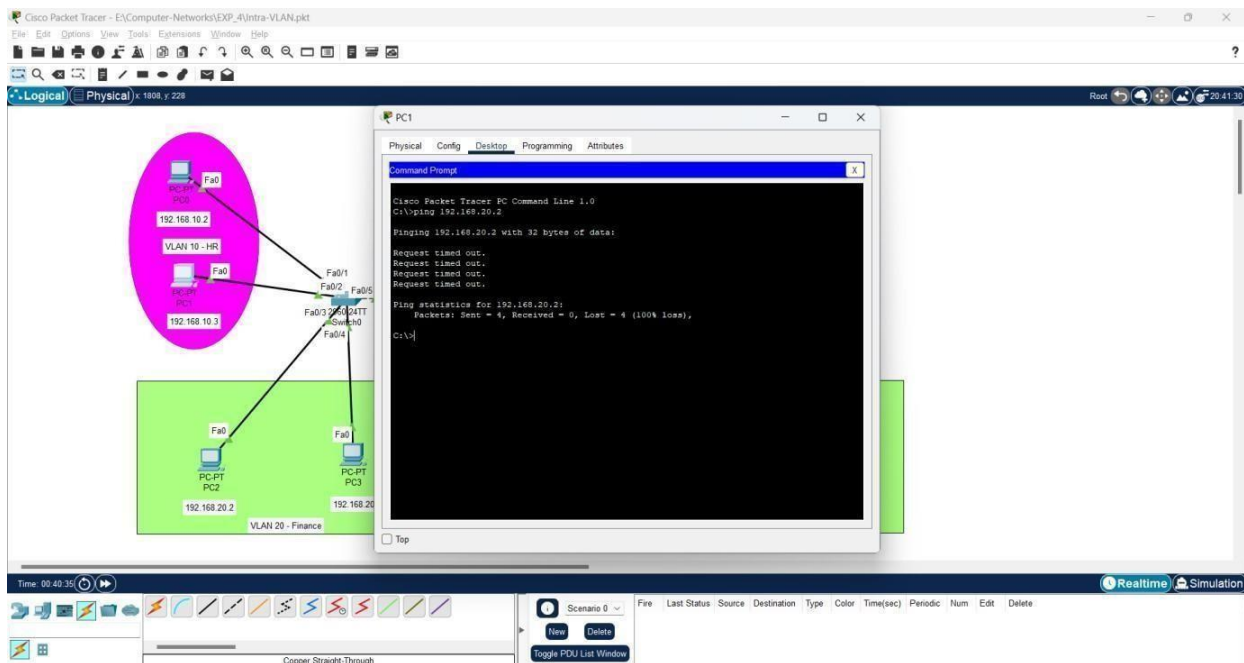 Cisco Packet Tracer - E:\Computer-Networks\EXP_4\Intra-VLAN.pkt
File Edit Options View Tools Extensions Window Help
?
Logical Physical x: 1808, y: 228
Root 20:41:30
PC1
Physical Config Desktop Programming Attributes
Command Prompt
X
Cisco Packet Tracer PC Command Line 1.0
C:\>ping 192.168.20.2
Pinging 192.168.20.2 with 32 bytes of data:
Request timed out.
Request timed out.
Request timed out.
Request timed out.
Ping statistics for 192.168.20.2:
Packets: Sent = 4, Received = 0, Lost = 4 (100% loss),
C:\>
Top
Fa0
PC-PT
PC0
192.168.10.2
VLAN 10 - HR
Fa0
PC-PT
PC1
192.168.10.3
Fa0/1
Fa0/2
Fa0/5
Fa0/3
2960-24TT
Switch0
Fa0/4
Fa0
PC-PT
PC2
192.168.20.2
Fa0
PC-PT
PC3
192.168.20
VLAN 20 - Finance
Time: 00:40:35
Realtime Simulation
Scenario 0
New Delete
Toggle PDU List Window
Fire Last Status Source Destination Type Color Time(sec) Periodic Num Edit Delete
Copper Straight-Through